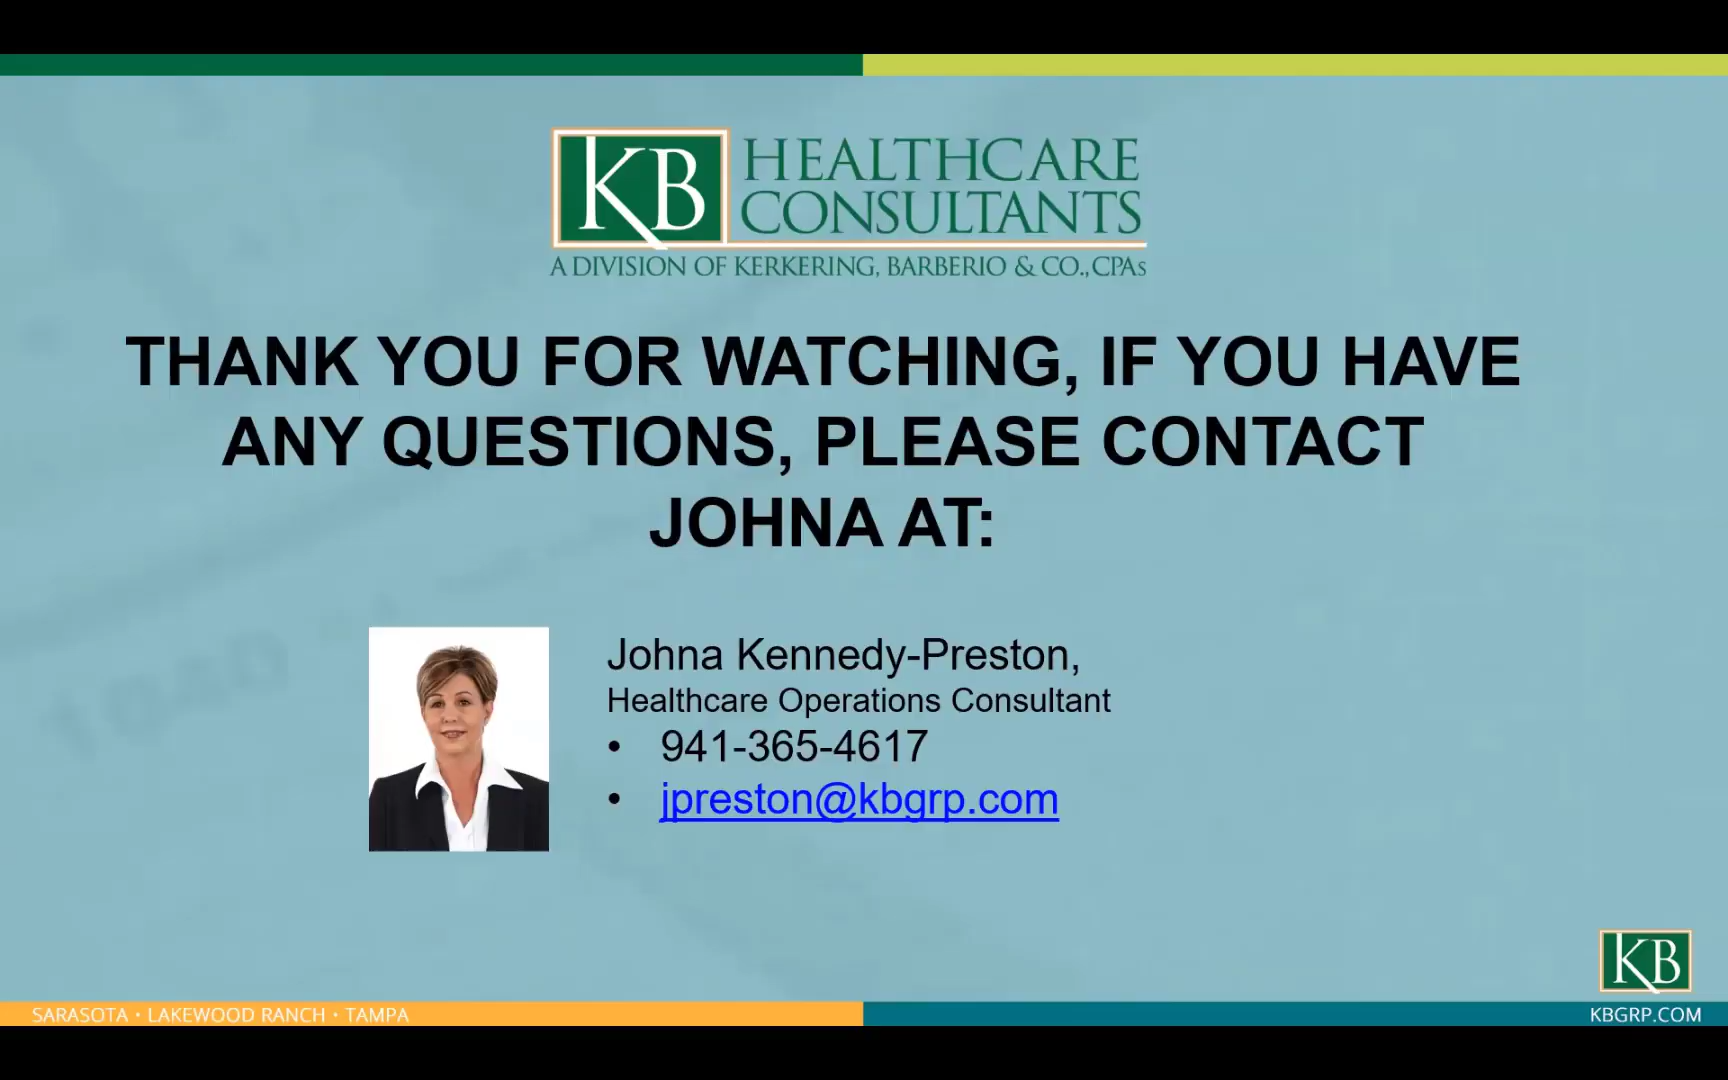 KB HEALTHCARE
CONSULTANTS
A DIVISION OF KERKERING, BARBERIO & CO., CPAs
THANK YOU FOR WATCHING, IF YOU HAVE
ANY QUESTIONS, PLEASE CONTACT
JOHNA AT:
Johna Kennedy-Preston,
Healthcare Operations Consultant
• 941-365-4617
• jpreston@kbgrp.com
KB
SARASOTA • LAKEWOOD RANCH • TAMPA
KBGRP.COM